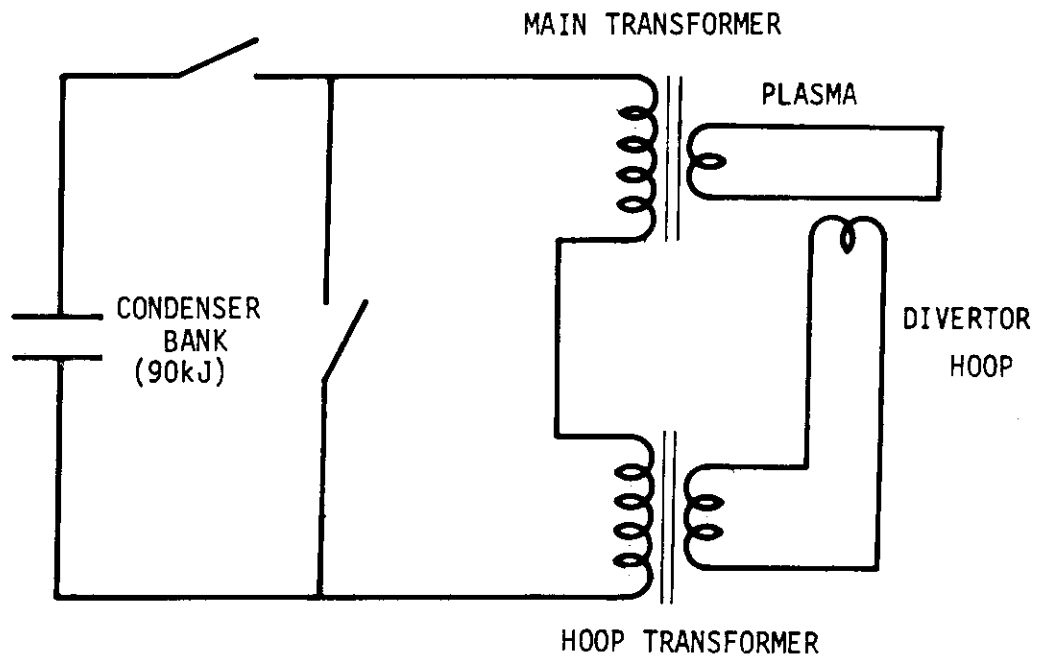 MAIN TRANSFORMER
PLASMA
CONDENSER
BANK
(90kJ)
DIVERTOR
HOOP
HOOP TRANSFORMER